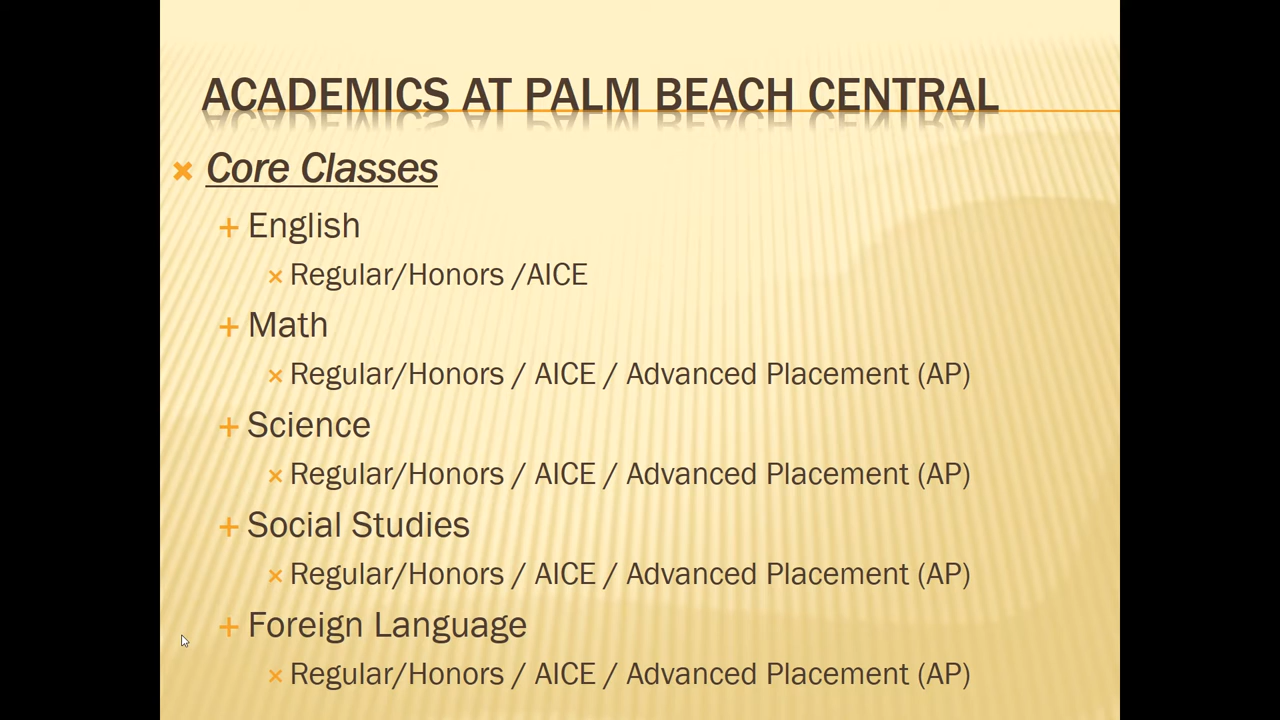 ACADEMICS AT PALM BEACH CENTRAL
Core Classes
English
Regular/Honors /AICE
Math
Regular/Honors / AICE / Advanced Placement (AP)
Science
Regular/Honors / AICE / Advanced Placement (AP)
Social Studies
Regular/Honors / AICE / Advanced Placement (AP)
Foreign Language
Regular/Honors / AICE / Advanced Placement (AP)